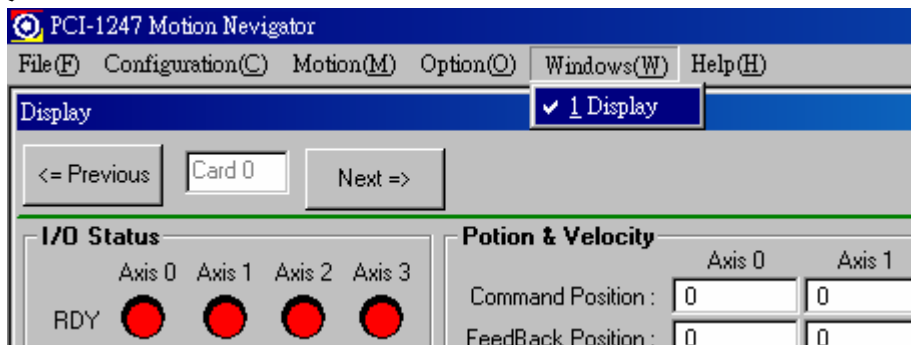 PCI-1247 Motion Nevigator
File(F) Configuration(C) Motion(M) Option(O) Windows(W) Help(H)
Display
✔ 1 Display
<= Previous Card 0 Next =>
I/O Status
Axis 0 Axis 1 Axis 2 Axis 3
RDY
Potion & Velocity
Axis 0 Axis 1
Command Position : 0 0
FeedBack Position : 0 0